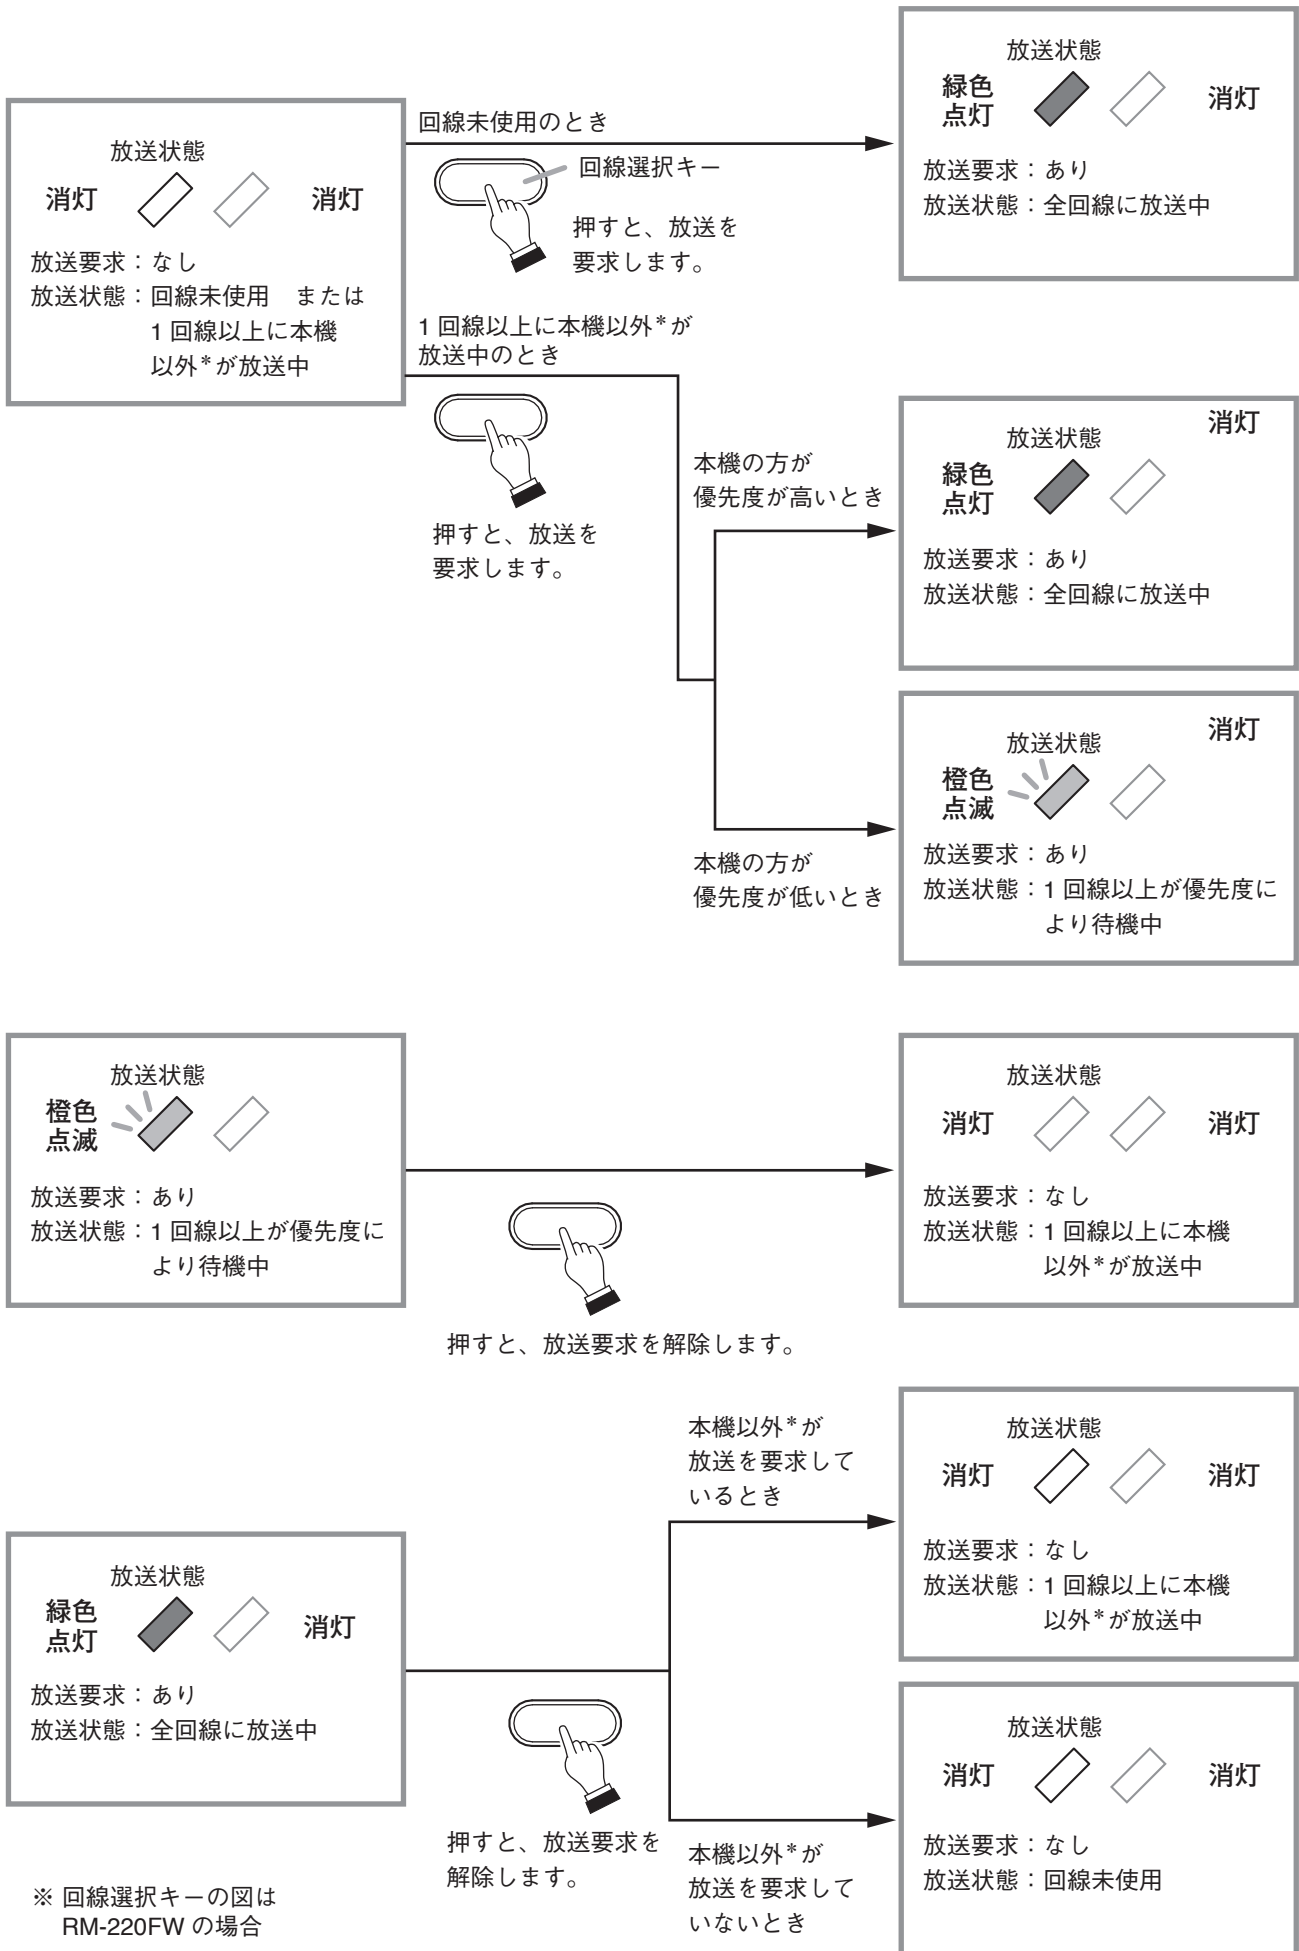 放送状態
消灯
消灯
放送要求：なし
放送状態：回線未使用　または
1 回線以上に本機
以外*が放送中
回線未使用のとき
回線選択キー
押すと、放送を
要求します。
放送状態
緑色
点灯
消灯
放送要求：あり
放送状態：全回線に放送中
1 回線以上に本機以外*が
放送中のとき
押すと、放送を
要求します。
本機の方が
優先度が高いとき
消灯
放送状態
緑色
点灯
放送要求：あり
放送状態：全回線に放送中
本機の方が
優先度が低いとき
消灯
放送状態
橙色
点滅
放送要求：あり
放送状態：1 回線以上が優先度に
より待機中
放送状態
橙色
点滅
放送要求：あり
放送状態：1 回線以上が優先度に
より待機中
押すと、放送要求を解除します。
放送状態
消灯
消灯
放送要求：なし
放送状態：1 回線以上に本機
以外*が放送中
放送状態
緑色
点灯
消灯
放送要求：あり
放送状態：全回線に放送中
押すと、放送要求を
解除します。
本機以外*が
放送を要求して
いるとき
放送状態
消灯
消灯
放送要求：なし
放送状態：1 回線以上に本機
以外*が放送中
本機以外*が
放送を要求して
いないとき
放送状態
消灯
消灯
放送要求：なし
放送状態：回線未使用
※ 回線選択キーの図は
RM-220FW の場合